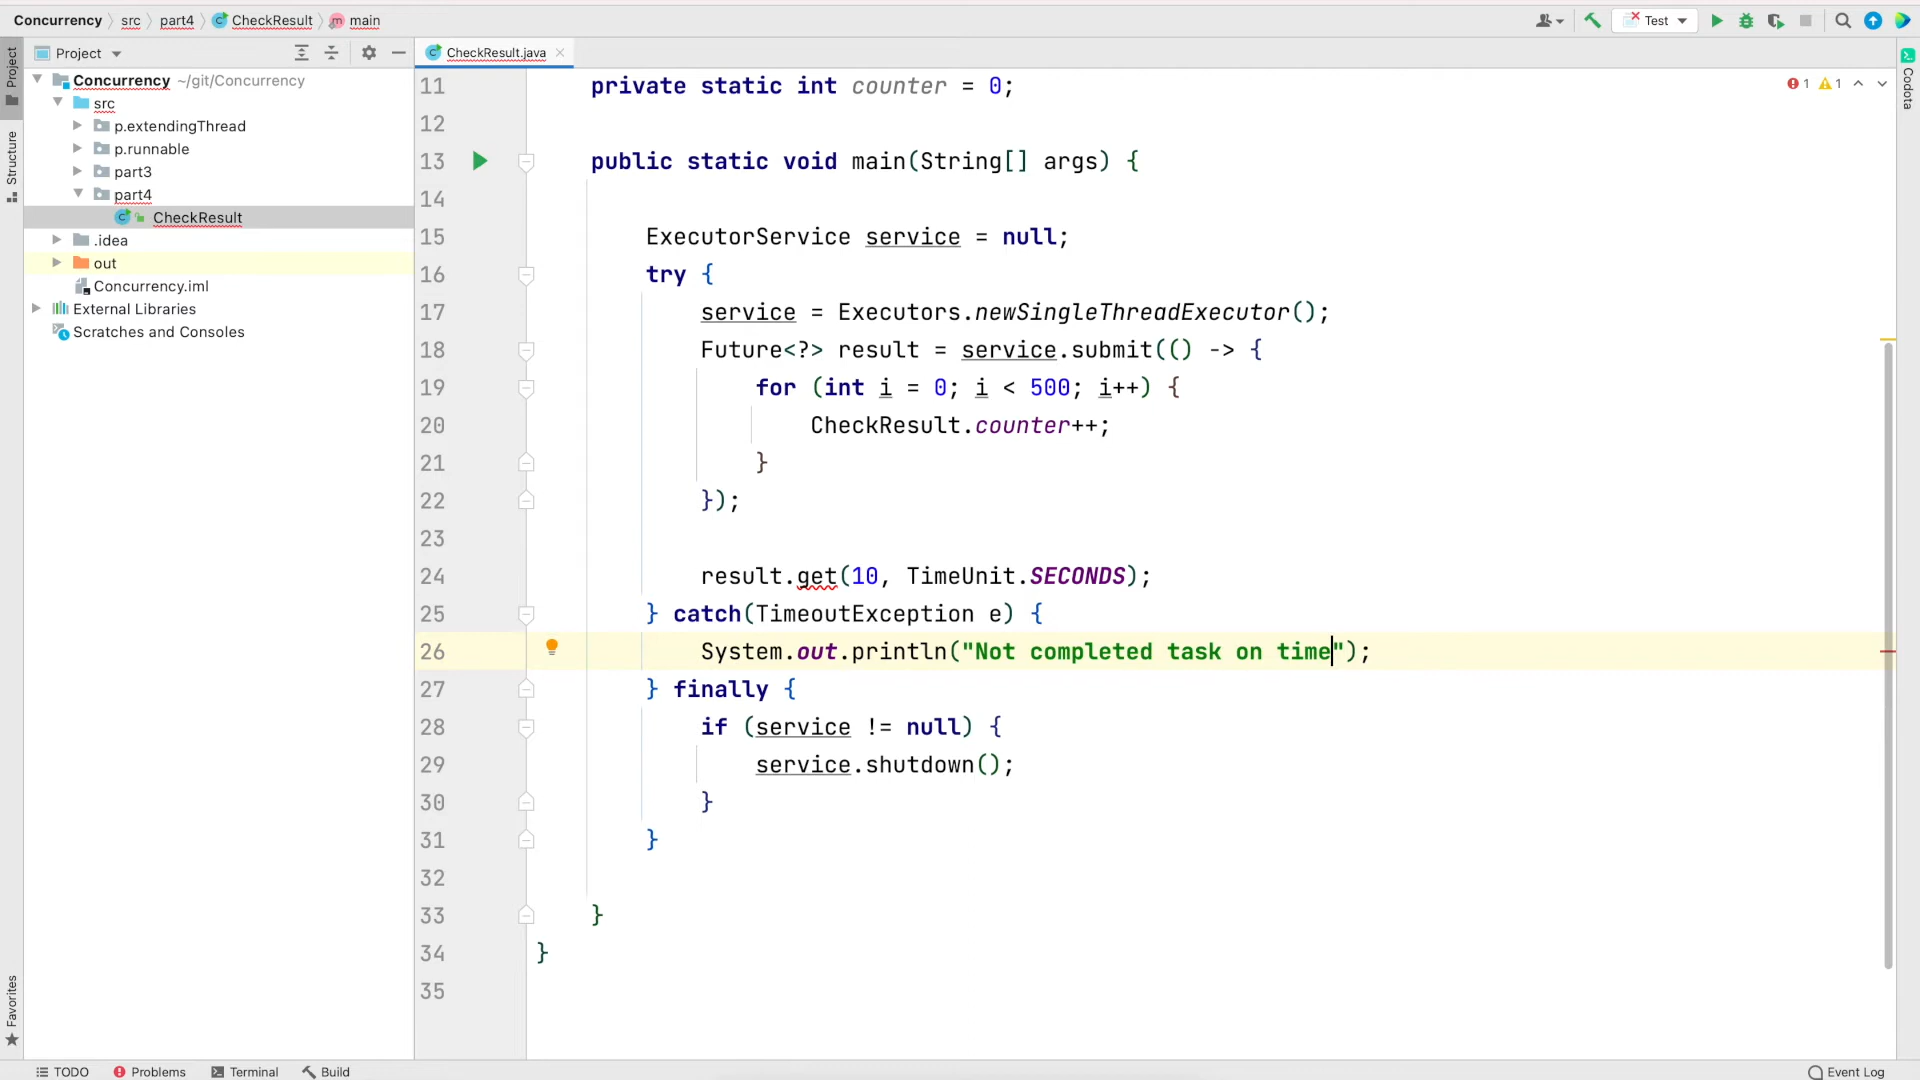 Concurrency src part4 CheckResult main Test
Project CheckResult.java
Concurrency ~/git/Concurrency
src
p.extendingThread
p.runnable
part3
part4
CheckResult
.idea
out
Concurrency.iml
External Libraries
Scratches and Consoles
Project
Structure
Favorites
11 private static int counter = 0;
12
13 public static void main(String[] args) {
14
15 ExecutorService service = null;
16 try {
17 service = Executors.newSingleThreadExecutor();
18 Future<?> result = service.submit(() -> {
19 for (int i = 0; i < 500; i++) {
20 CheckResult.counter++;
21 }
22 });
23
24 result.get(10, TimeUnit.SECONDS);
25 } catch(TimeoutException e) {
26 System.out.println("Not completed task on time");
27 } finally {
28 if (service != null) {
29 service.shutdown();
30 }
31 }
32
33 }
34 }
35
1 1
Codota
TODO Problems Terminal Build Event Log